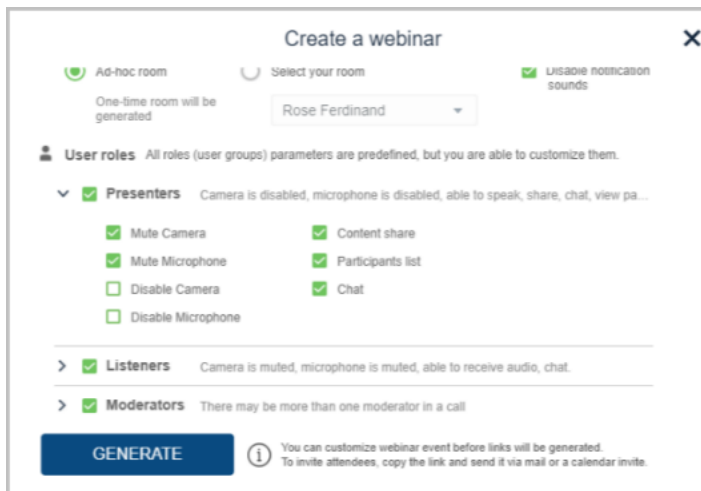 Create a webinar
Ad-hoc room
Select your room
Disable notification
sounds
One-time room will be
generated
Rose Ferdinand
User roles All roles (user groups) parameters are predefined, but you are able to customize them.
Presenters Camera is disabled, microphone is disabled, able to speak, share, chat, view pa...
Mute Camera
Content share
Mute Microphone
Participants list
Disable Camera
Chat
Disable Microphone
Listeners Camera is muted, microphone is muted, able to receive audio, chat.
Moderators There may be more than one moderator in a call
GENERATE
You can customize webinar event before links will be generated.
To invite attendees, copy the link and send it via mail or a calendar invite.